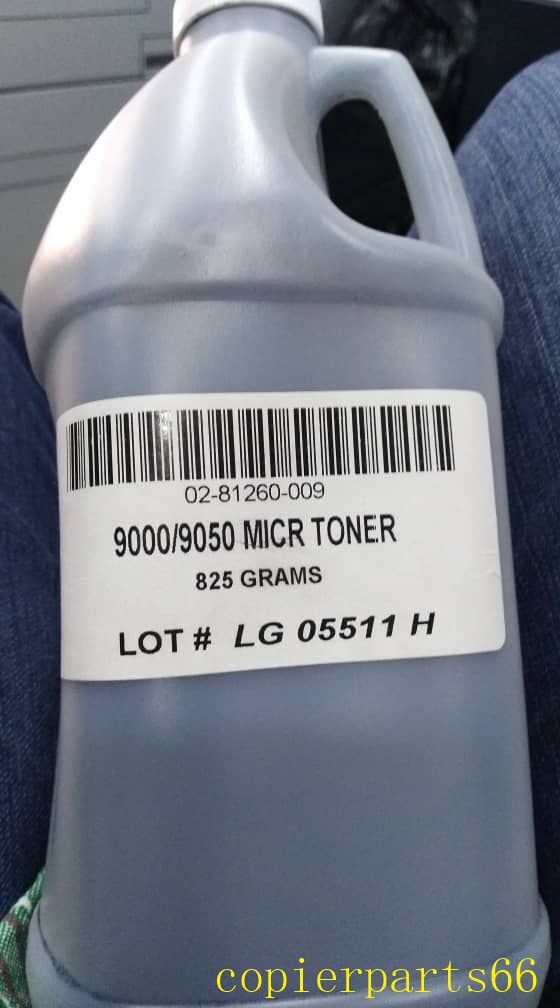 02-81260-009
9000/9050 MICR TONER
825 GRAMS
LOT # LG 05511 H
copierparts66